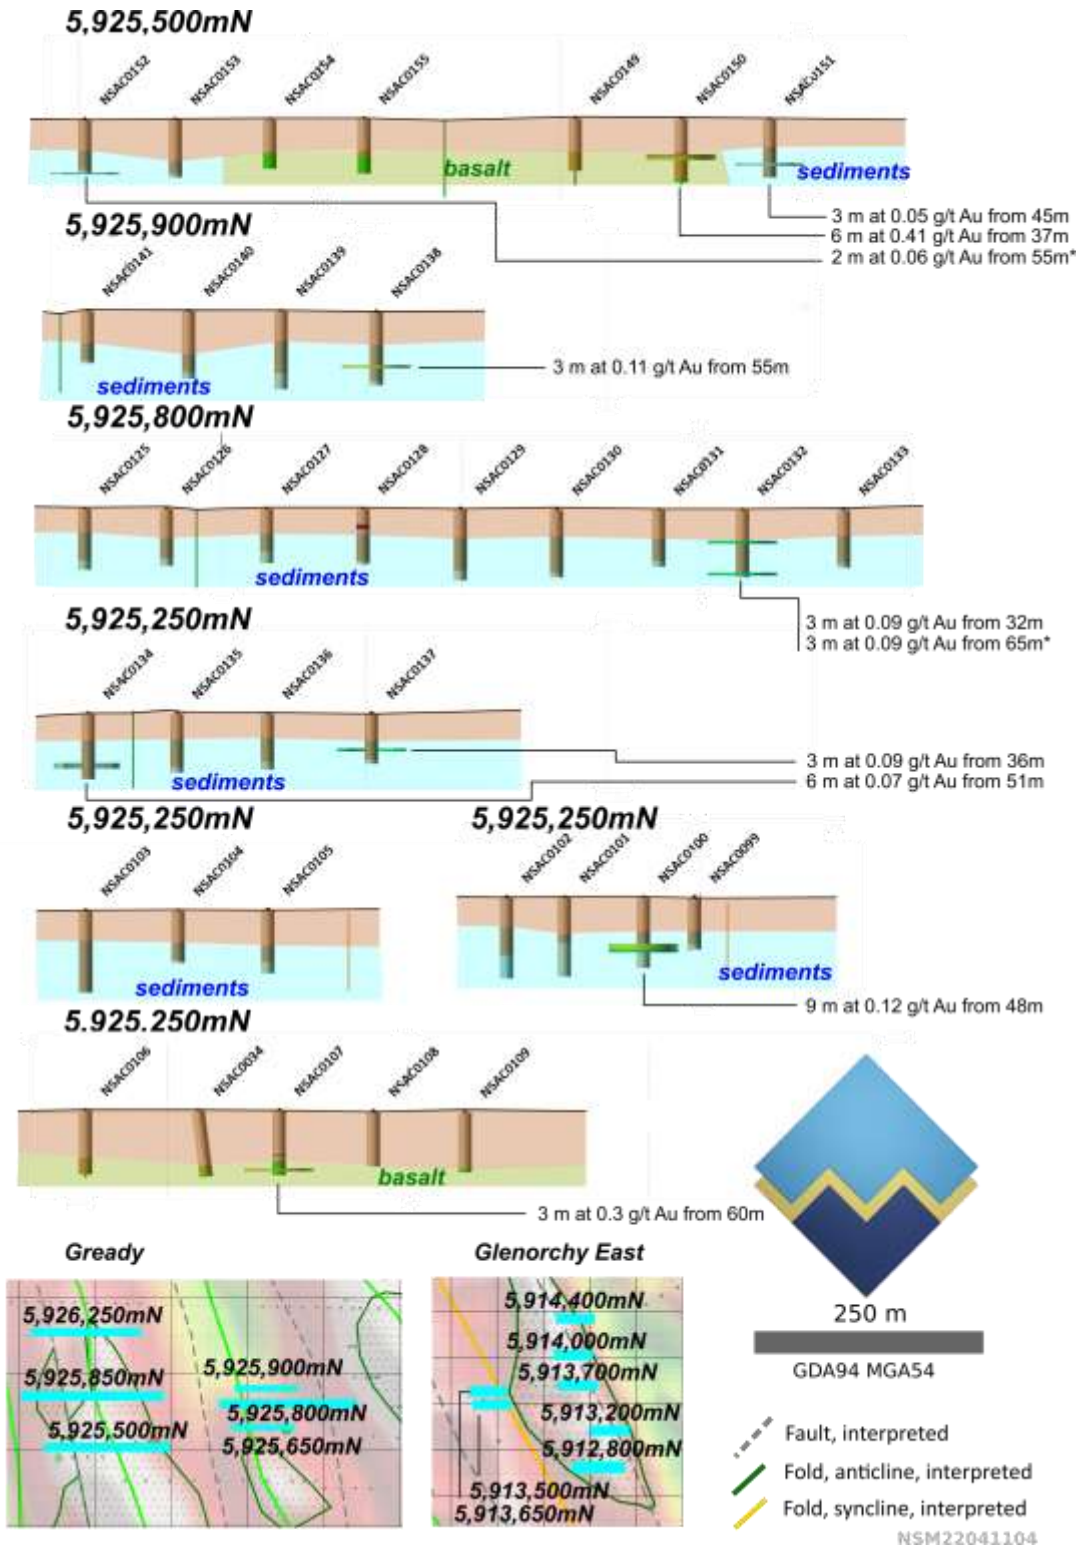 5,925,500mN
NSAC0152
NSAC0153
NSAC0154
NSAC0155
NSAC0149
NSAC0150
NSAC0151
basalt
sediments
3 m at 0.05 g/t Au from 45m
6 m at 0.41 g/t Au from 37m
2 m at 0.06 g/t Au from 55m*
5,925,900mN
NSAC0141
NSAC0140
NSAC0139
NSAC0138
3 m at 0.11 g/t Au from 55m
sediments
5,925,800mN
NSAC0125
NSAC0126
NSAC0127
NSAC0128
NSAC0129
NSAC0130
NSAC0131
NSAC0132
NSAC0133
sediments
3 m at 0.09 g/t Au from 32m
3 m at 0.09 g/t Au from 65m*
5,925,250mN
NSAC0134
NSAC0135
NSAC0136
NSAC0137
3 m at 0.09 g/t Au from 36m
6 m at 0.07 g/t Au from 51m
sediments
5,925,250mN
5,925,250mN
NSAC0103
NSAC0104
NSAC0105
NSAC0102
NSAC0101
NSAC0100
NSAC0099
sediments
sediments
9 m at 0.12 g/t Au from 48m
5,925,250mN
NSAC0106
NSAC0034
NSAC0107
NSAC0108
NSAC0109
basalt
3 m at 0.3 g/t Au from 60m
Gready
Glenorchy East
5,926,250mN
5,925,850mN
5,925,500mN
5,925,900mN
5,925,800mN
5,925,650mN
5,914,400mN
5,914,000mN
5,913,700mN
5,913,200mN
5,912,800mN
5,913,500mN
5,913,650mN
250 m
GDA94 MGA54
Fault, interpreted
Fold, anticline, interpreted
Fold, syncline, interpreted
NSM22041104